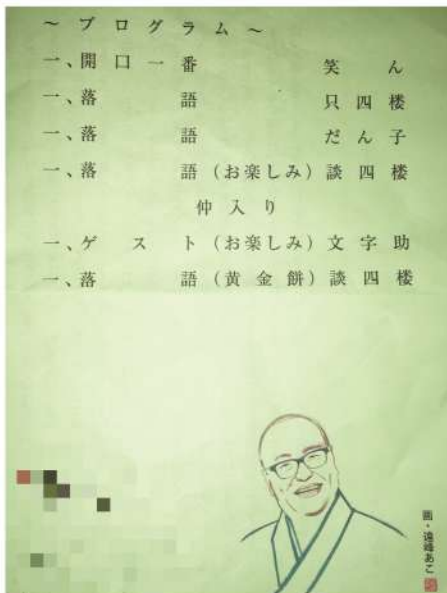 ～プログラム～
一、開口一番 笑ん
一、落語 只四楼
一、落語 だん子
一、落語（お楽しみ）談四楼
仲入り
一、ゲスト（お楽しみ）文字助
一、落語（黄金餅）談四楼
画・遠峰あこ